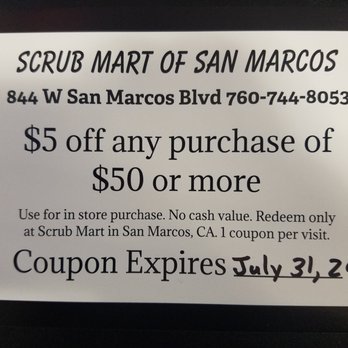 SCRUB MART OF SAN MARCOS
844 W San Marcos Blvd 760-744-8053
$5 off any purchase of
$50 or more
Use for in store purchase. No cash value. Redeem only
at Scrub Mart in San Marcos, CA. 1 coupon per visit.
Coupon Expires July 31,